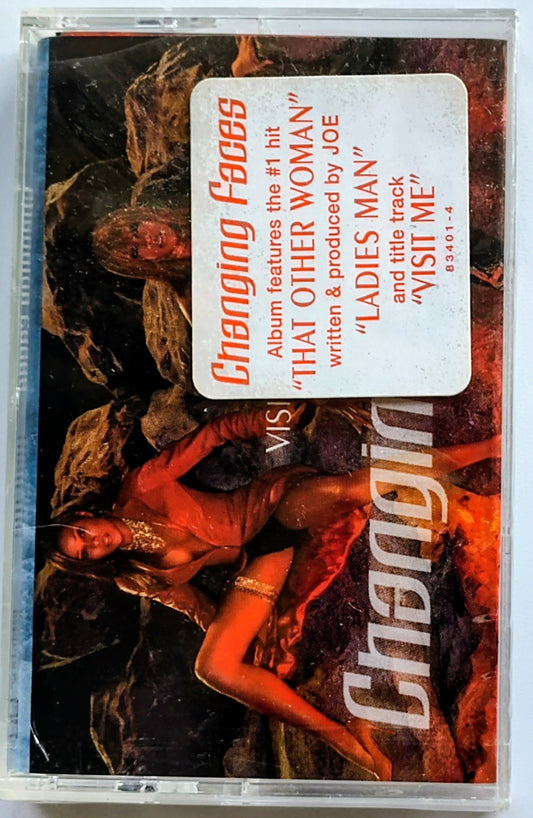 Changing Faces
Album features the #1 hit
"THAT OTHER WOMAN"
written & produced by JOE
"LADIES MAN"
and title track
"VISIT ME"
83401-4
VISI
Changin